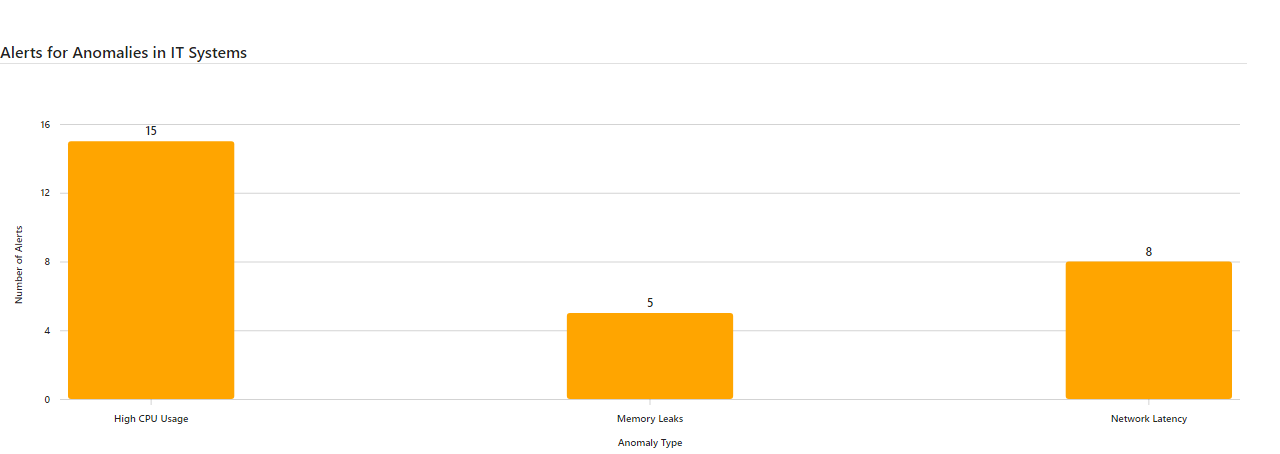 Alerts for Anomalies in IT Systems
16
15
12
8
8
5
4
0
Number of Alerts
High CPU Usage
Memory Leaks
Network Latency
Anomaly Type